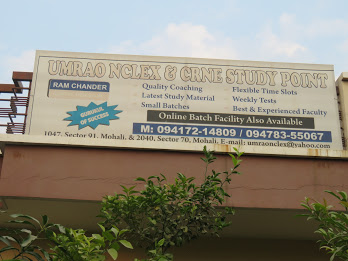 UMRAO NCLEX & CRNE STUDY POINT
RAM CHANDER
Quality Coaching
Latest Study Material
Small Batches
Flexible Time Slots
Weekly Tests
Best & Experienced Faculty
GURUKUL
OF SUCCESS
Online Batch Facility Also Available
M: 094172-14809 / 094783-55067
1047, Sector 91, Mohali, & 2040, Sector 70, Mohali, E-mail: umraonclex@yahoo.com